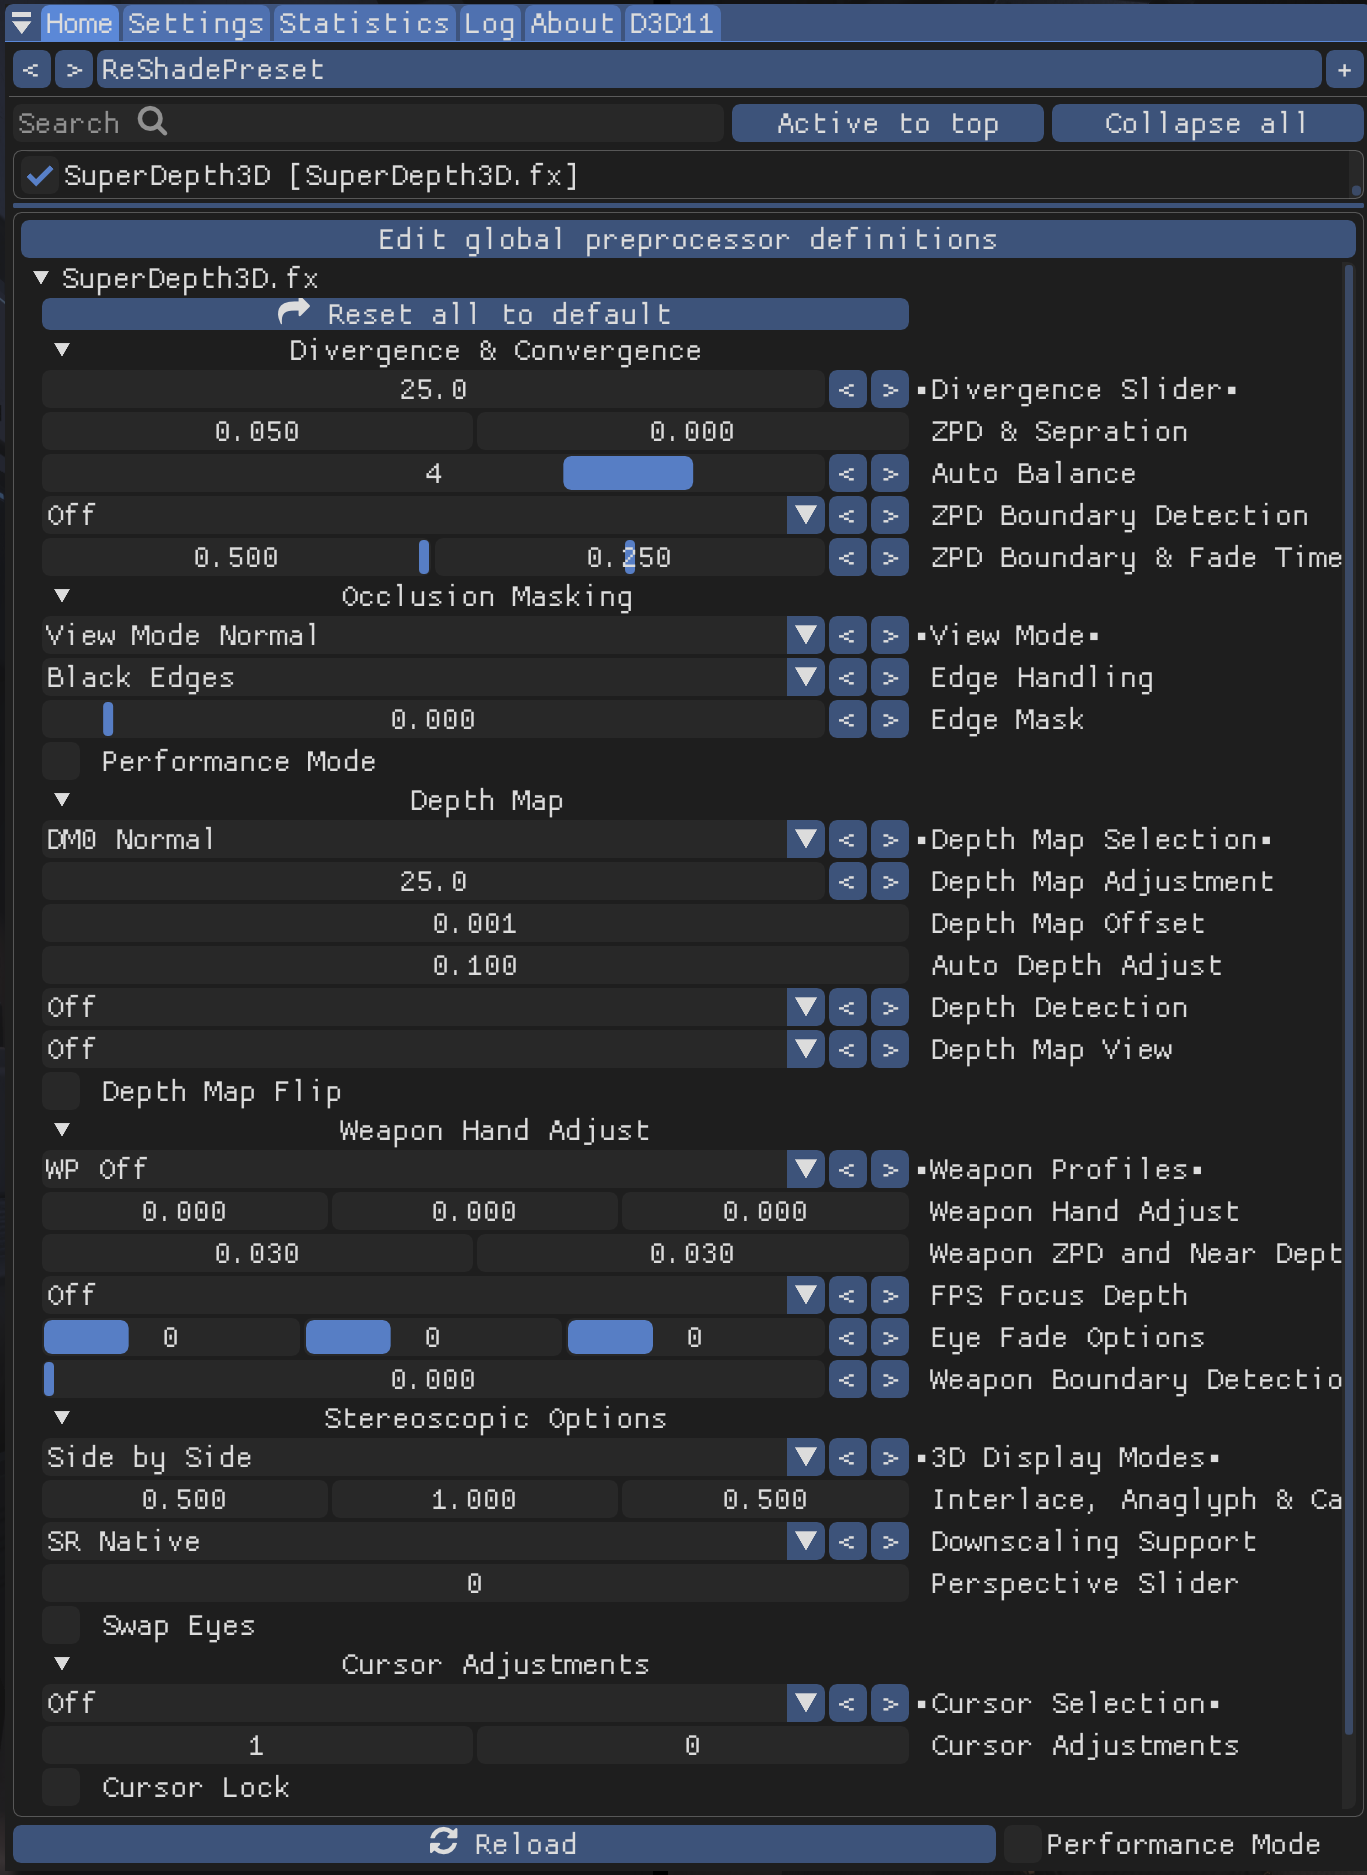 Home Settings Statistics Log About D3D11
< > ReShadePreset +
Search Active to top Collapse all
SuperDepth3D [SuperDepth3D.fx]
Edit global preprocessor definitions
SuperDepth3D.fx
Reset all to default
Divergence & Convergence
25.0 < > ▪Divergence Slider▪
0.050 0.000 ZPD & Sepration
4 < > Auto Balance
Off < > ZPD Boundary Detection
0.500 0.250 < > ZPD Boundary & Fade Time
Occlusion Masking
View Mode Normal < > ▪View Mode▪
Black Edges < > Edge Handling
0.000 < > Edge Mask
Performance Mode
Depth Map
DM0 Normal < > ▪Depth Map Selection▪
25.0 < > Depth Map Adjustment
0.001 Depth Map Offset
0.100 Auto Depth Adjust
Off < > Depth Detection
Off < > Depth Map View
Depth Map Flip
Weapon Hand Adjust
WP Off < > ▪Weapon Profiles▪
0.000 0.000 0.000 Weapon Hand Adjust
0.030 0.030 Weapon ZPD and Near Dept
Off < > FPS Focus Depth
0 0 0 < > Eye Fade Options
0.000 < > Weapon Boundary Detectio
Stereoscopic Options
Side by Side < > ▪3D Display Modes▪
0.500 1.000 0.500 Interlace, Anaglyph & Ca
SR Native < > Downscaling Support
0 Perspective Slider
Swap Eyes
Cursor Adjustments
Off < > ▪Cursor Selection▪
1 0 Cursor Adjustments
Cursor Lock
Reload Performance Mode